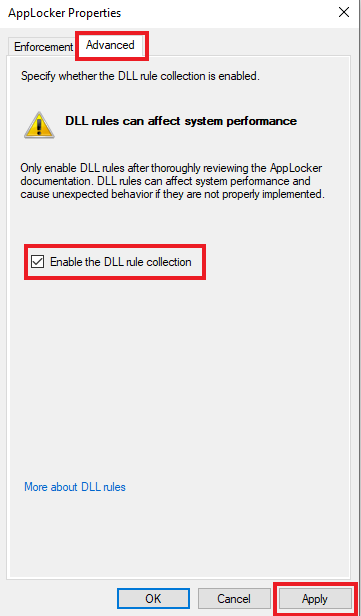 AppLocker Properties
Enforcement Advanced
Specify whether the DLL rule collection is enabled.
DLL rules can affect system performance
Only enable DLL rules after thoroughly reviewing the AppLocker
documentation. DLL rules can affect system performance and
cause unexpected behavior if they are not properly implemented.
Enable the DLL rule collection
More about DLL rules
OK Cancel Apply